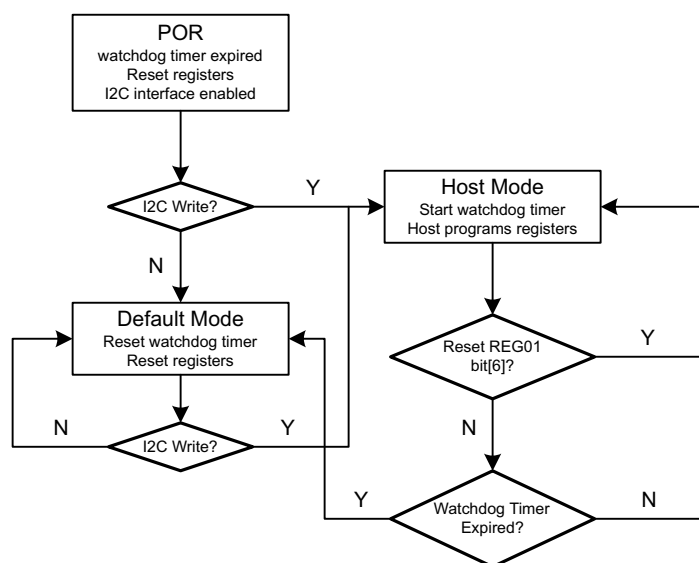 POR
watchdog timer expired
Reset registers
I2C interface enabled
I2C Write?
Y
N
Host Mode
Start watchdog timer
Host programs registers
Default Mode
Reset watchdog timer
Reset registers
Reset REG01
bit[6]?
Y
N
I2C Write?
N
Y
Watchdog Timer
Expired?
Y
N